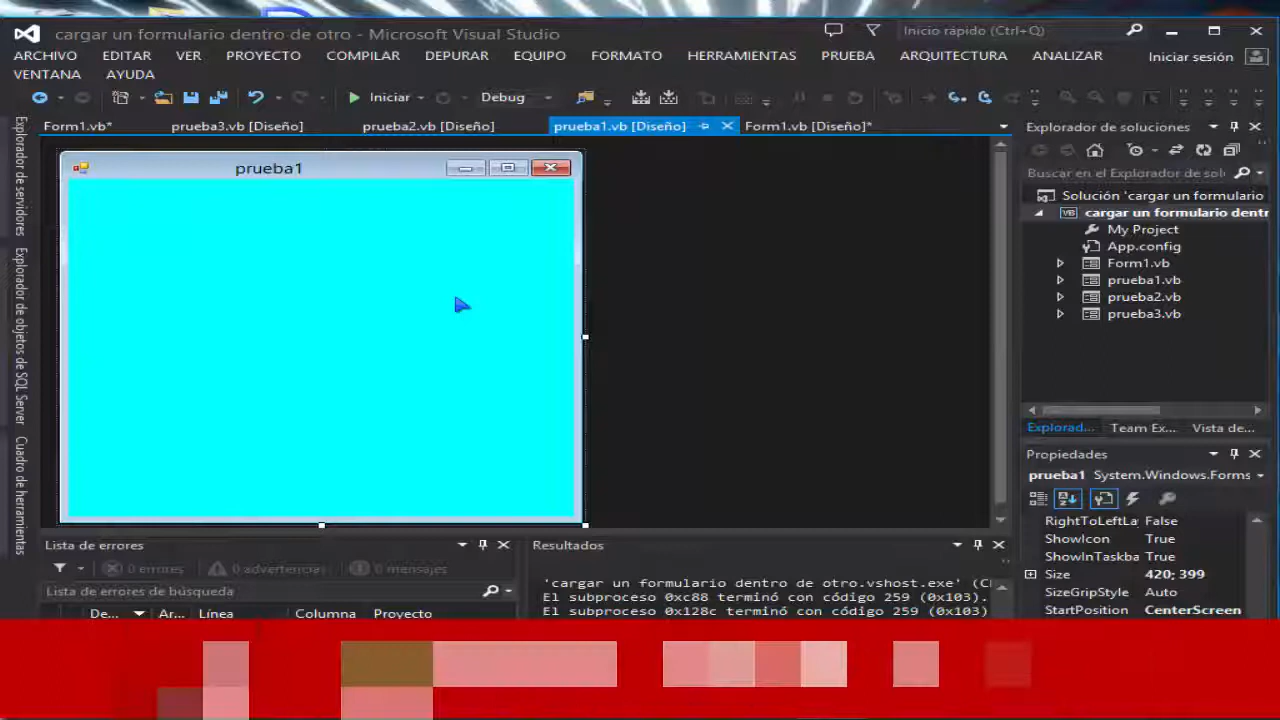 cargar un formulario dentro de otro - Microsoft Visual Studio
Inicio rápido (Ctrl+Q)
ARCHIVO EDITAR VER PROYECTO COMPILAR DEPURAR EQUIPO FORMATO HERRAMIENTAS PRUEBA ARQUITECTURA ANALIZAR
Iniciar sesión
VENTANA AYUDA
Iniciar Debug
Explorador de servidores
Explorador de objetos de SQL Server
Cuadro de herramientas
Form1.vb* prueba3.vb [Diseño] prueba2.vb [Diseño] prueba1.vb [Diseño] Form1.vb [Diseño]*
prueba1
Explorador de soluciones
Buscar en el Explorador de solu
Solución 'cargar un formulario
VB cargar un formulario dentr
My Project
App.config
Form1.vb
prueba1.vb
prueba2.vb
prueba3.vb
Explorad... Team Ex... Vista de...
Propiedades
prueba1 System.Windows.Forms
RightToLeftLa False
ShowIcon True
ShowInTaskba True
Size 420; 399
SizeGripStyle Auto
StartPosition CenterScreen
Lista de errores
0 errores 0 advertencia 0 mensajes
Lista de errores de búsqueda
De... Ar... Línea Columna Proyecto
Resultados
'cargar un formulario dentro de otro.vshost.exe' (C
El subproceso 0xc88 terminó con código 259 (0x103).
El subproceso 0x128c terminó con código 259 (0x103)